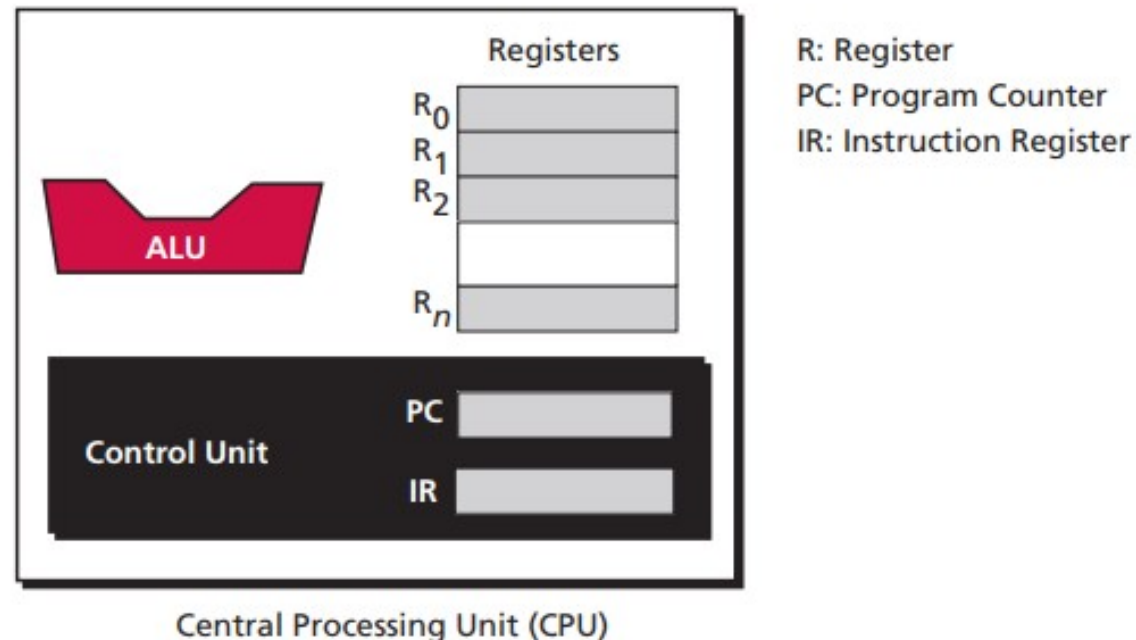 Registers
R0
R1
R2
Rn
ALU
PC
Control Unit
IR
R: Register
PC: Program Counter
IR: Instruction Register
Central Processing Unit (CPU)